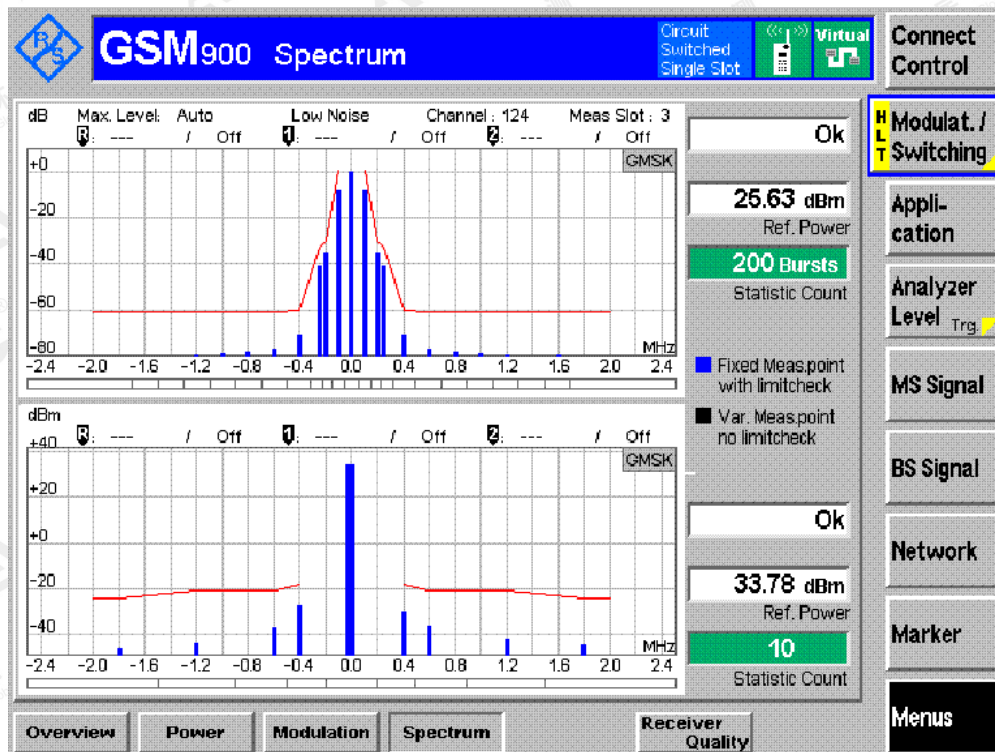 R S
GSM900 Spectrum
Circuit
Switched
Single Slot
Virtual
Connect
Control
dB Max. Level: Auto Low Noise Channel : 124 Meas Slot : 3
R: --- / Off 1: --- / Off 2: --- / Off
GMSK
+0
-20
-40
-60
-80
MHz
-2.4 -2.0 -1.6 -1.2 -0.8 -0.4 0.0 0.4 0.8 1.2 1.6 2.0 2.4
Ok
25.63 dBm
Ref. Power
200 Bursts
Statistic Count
Fixed Meas.point
with limitcheck
Var. Meas.point
no limitcheck
dBm
R: --- / Off 1: --- / Off 2: --- / Off
GMSK
+40
+20
+0
-20
-40
MHz
-2.4 -2.0 -1.6 -1.2 -0.8 -0.4 0.0 0.4 0.8 1.2 1.6 2.0 2.4
Ok
33.78 dBm
Ref. Power
10
Statistic Count
HLT
Modulat. /
Switching
Appli-
cation
Analyzer
Level Trg.
MS Signal
BS Signal
Network
Marker
Menus
Overview Power Modulation Spectrum Receiver
Quality